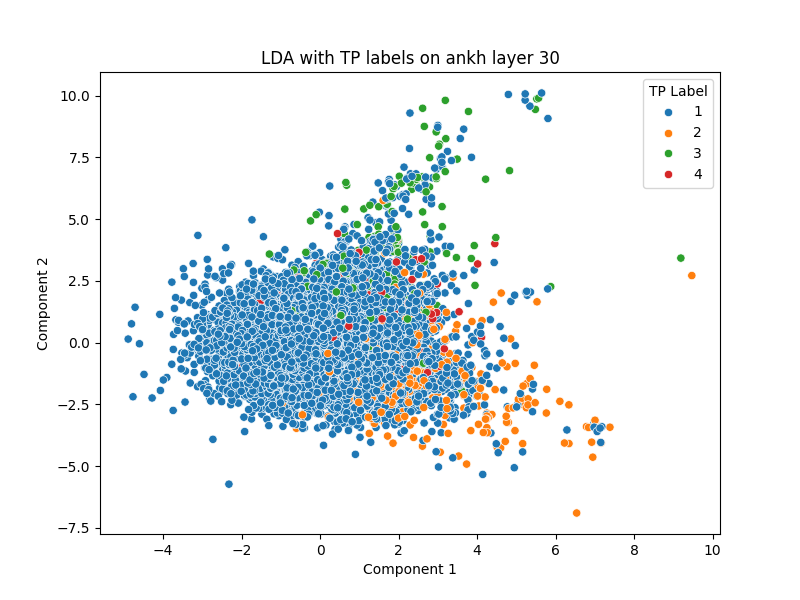 LDA with TP labels on ankh layer 30
TP Label
1
2
3
4
Component 2
10.0
7.5
5.0
2.5
0.0
−2.5
−5.0
−7.5
−4 −2 0 2 4 6 8 10
Component 1